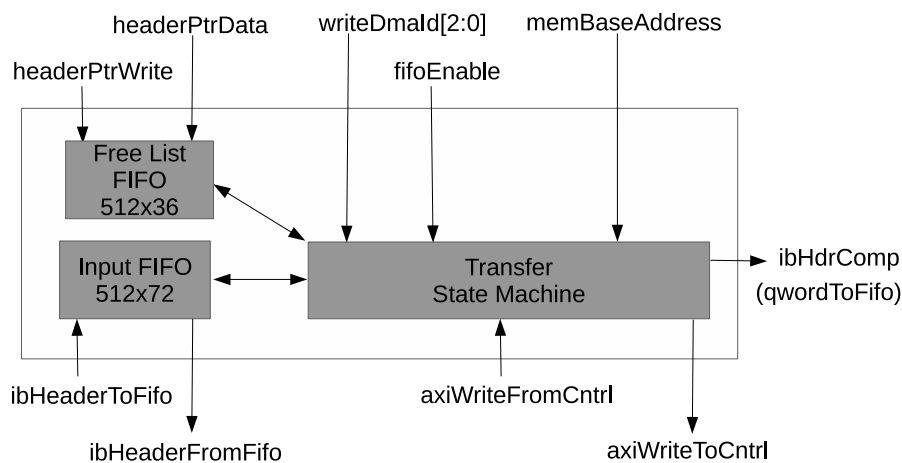 headerPtrData
writeDmaId[2:0]
memBaseAddress
headerPtrWrite
fifoEnable
Free List
FIFO
512x36
Input FIFO
512x72
Transfer
State Machine
ibHdrComp
(qwordToFifo)
ibHeaderToFifo
axiWriteFromCntrl
ibHeaderFromFifo
axiWriteToCntrl